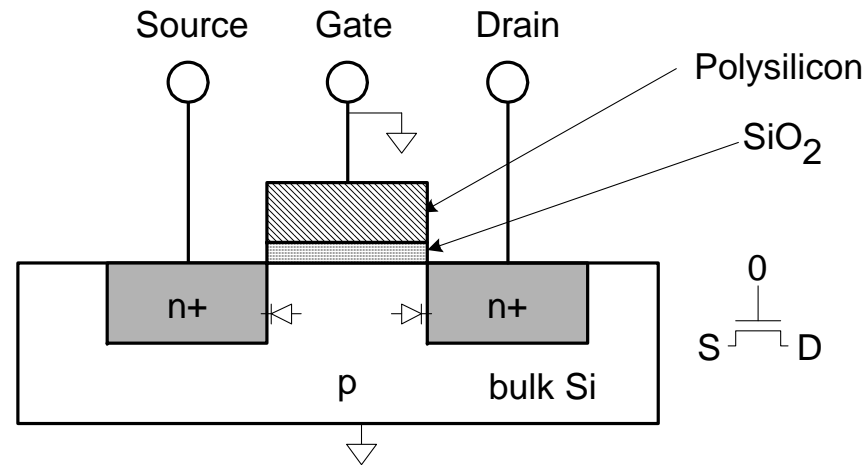 Source Gate Drain
Polysilicon
SiO2
n+ n+
0
S D
p bulk Si